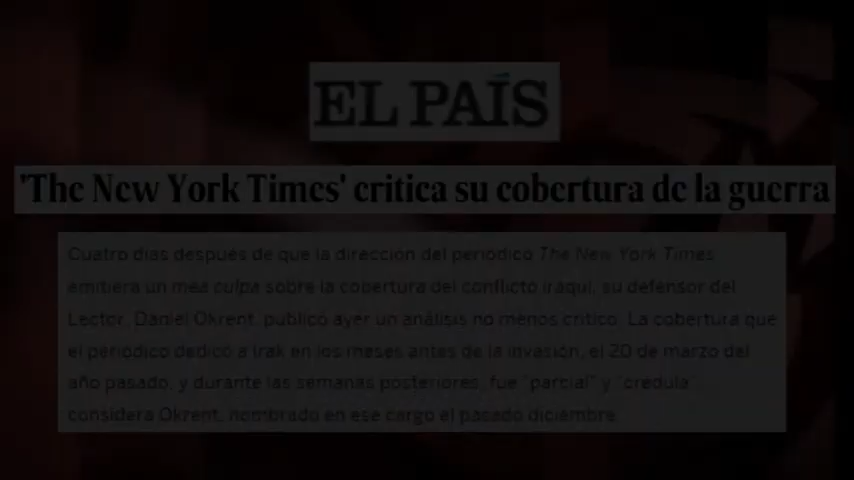 EL PAÍS
'The New York Times' critica su cobertura de la guerra
Cuatro días después de que la dirección del periódico The New York Times
emitiera un mea culpa sobre la cobertura del conflicto iraquí, su defensor del
Lector, Daniel Okrent, publicó ayer un análisis no menos crítico. La cobertura que
el periódico dedicó a Irak en los meses antes de la invasión, el 20 de marzo del
año pasado, y durante las semanas posteriores, fue "parcial" y "crédula"
considera Okrent, nombrado en ese cargo el pasado diciembre.